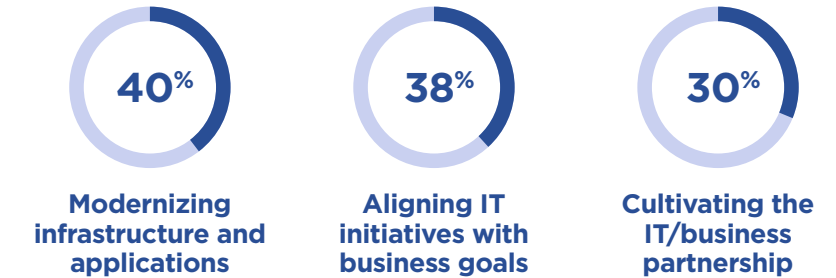 40%
38%
30%
Modernizing
infrastructure and
applications
Aligning IT
initiatives with
business goals
Cultivating the
IT/business
partnership